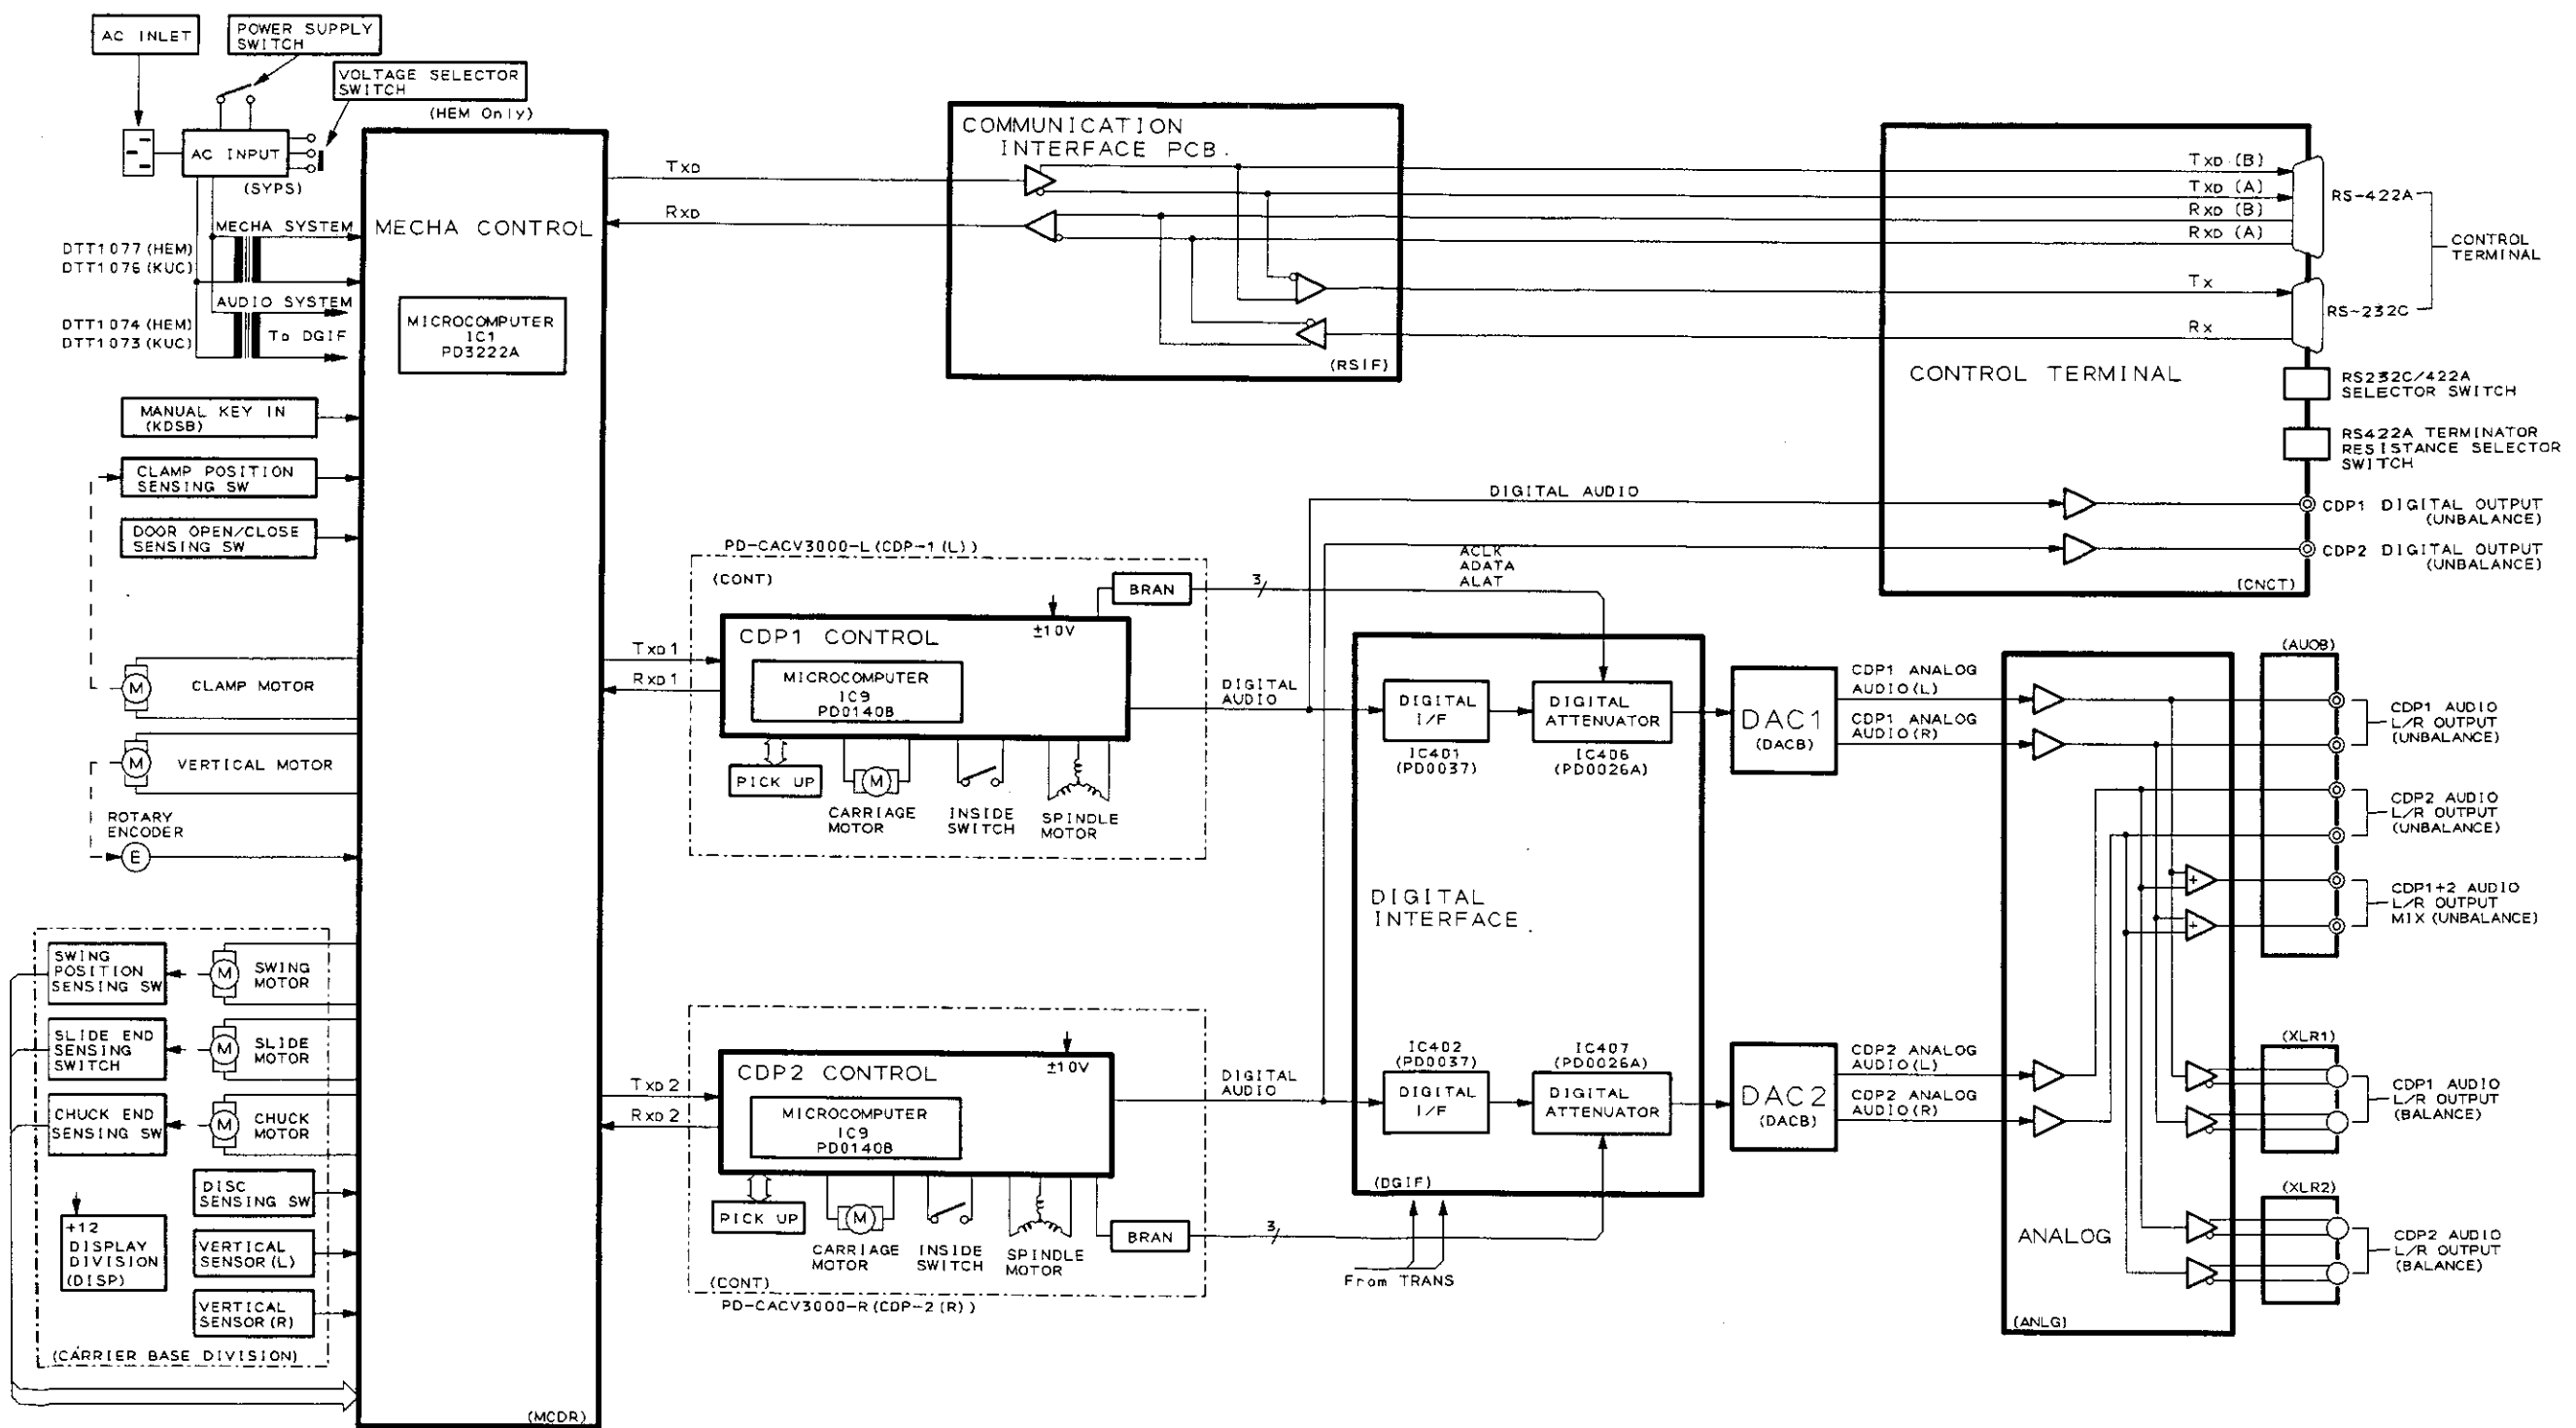 AC INLET
POWER SUPPLY
SWITCH
VOLTAGE SELECTOR
SWITCH
(HEM Only)
AC INPUT
(SYPS)
MECHA SYSTEM
DTT1077(HEM)
DTT1076(KUC)
AUDIO SYSTEM
DTT1074(HEM)
DTT1073(KUC)
To DGIF
MANUAL KEY IN
(KDSB)
CLAMP POSITION
SENSING SW
DOOR OPEN/CLOSE
SENSING SW
M
CLAMP MOTOR
M
VERTICAL MOTOR
ROTARY
ENCODER
E
SWING
POSITION
SENSING SW
M
SWING
MOTOR
SLIDE END
SENSING
SWITCH
M
SLIDE
MOTOR
CHUCK END
SENSING SW
M
CHUCK
MOTOR
DISC
SENSING SW
+12
DISPLAY
DIVISION
(DISP)
VERTICAL
SENSOR(L)
VERTICAL
SENSOR(R)
(CARRIER BASE DIVISION)
MECHA CONTROL
MICROCOMPUTER
IC1
PD3222A
(MCDR)
TxD
RxD
COMMUNICATION
INTERFACE PCB.
(RSIF)
TxD (B)
TxD (A)
RxD (B)
RxD (A)
Tx
Rx
CONTROL TERMINAL
(CNCT)
RS-422A
RS-232C
CONTROL
TERMINAL
RS232C/422A
SELECTOR SWITCH
RS422A TERMINATOR
RESISTANCE SELECTOR
SWITCH
DIGITAL AUDIO
CDP1 DIGITAL OUTPUT
(UNBALANCE)
CDP2 DIGITAL OUTPUT
(UNBALANCE)
PD-CACV3000-L(CDP-1(L))
(CONT)
BRAN
3
ACLK
ADATA
ALAT
CDP1 CONTROL
±10V
MICROCOMPUTER
IC9
PD0140B
TxD1
RxD1
PICK UP
M
CARRIAGE
MOTOR
INSIDE
SWITCH
SPINDLE
MOTOR
DIGITAL
AUDIO
DIGITAL
I/F
IC401
(PD0037)
DIGITAL
ATTENUATOR
IC406
(PD0026A)
DIGITAL
INTERFACE
DAC1
(DACB)
CDP1 ANALOG
AUDIO(L)
CDP1 ANALOG
AUDIO(R)
(AUOB)
CDP1 AUDIO
L/R OUTPUT
(UNBALANCE)
CDP2 AUDIO
L/R OUTPUT
(UNBALANCE)
+
+
CDP1+2 AUDIO
L/R OUTPUT
MIX(UNBALANCE)
TxD2
RxD2
CDP2 CONTROL
±10V
MICROCOMPUTER
IC9
PD0140B
PICK UP
M
CARRIAGE
MOTOR
INSIDE
SWITCH
SPINDLE
MOTOR
BRAN
3
(CONT)
PD-CACV3000-R(CDP-2(R))
DIGITAL
AUDIO
IC402
(PD0037)
DIGITAL
I/F
IC407
(PD0026A)
DIGITAL
ATTENUATOR
(DGIF)
From TRANS
DAC2
(DACB)
CDP2 ANALOG
AUDIO(L)
CDP2 ANALOG
AUDIO(R)
ANALOG
(ANLG)
(XLR1)
CDP1 AUDIO
L/R OUTPUT
(BALANCE)
(XLR2)
CDP2 AUDIO
L/R OUTPUT
(BALANCE)